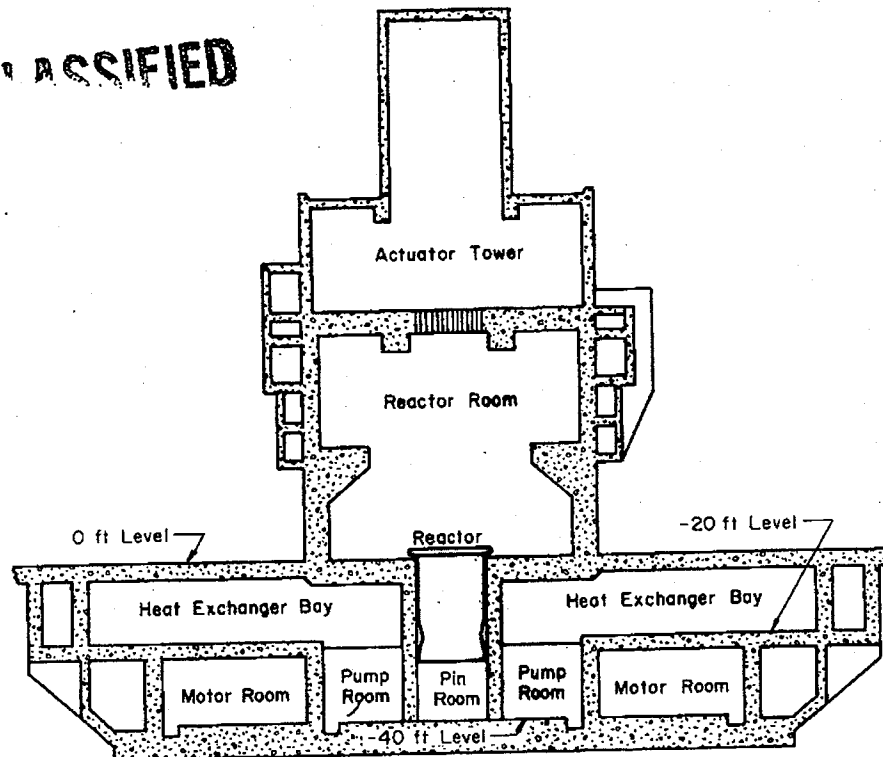 LASSIFIED
Actuator Tower
Reactor Room
0 ft Level
Reactor
-20 ft Level
Heat Exchanger Bay
Heat Exchanger Bay
Motor Room
Pump
Room
Pin
Room
Pump
Room
Motor Room
-40 ft Level